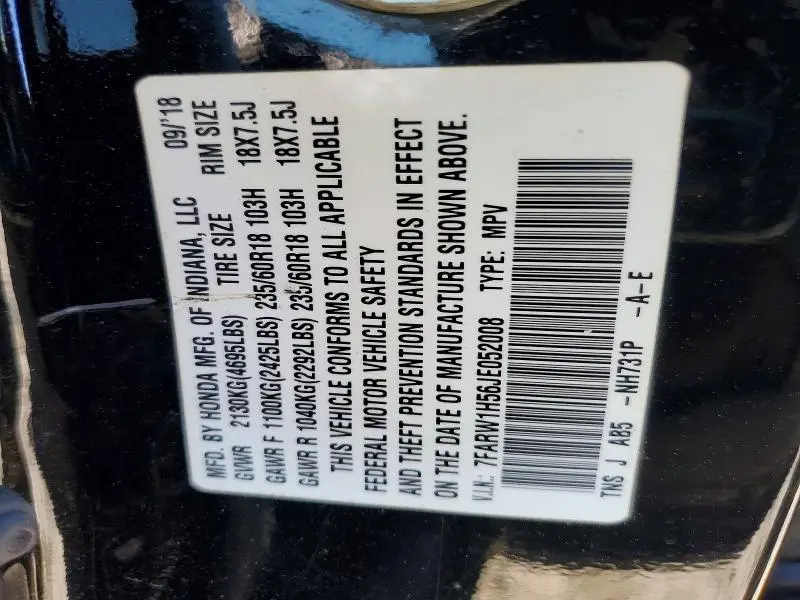 MFD. BY HONDA MFG. OF INDIANA, LLC 09/'18
GVWR 2130KG(4695LBS) TIRE SIZE RIM SIZE
GAWR F 1100KG(2425LBS) 235/60R18 103H 18X7.5J
GAWR R 1040KG(2292LBS) 235/60R18 103H 18X7.5J
THIS VEHICLE CONFORMS TO ALL APPLICABLE
FEDERAL MOTOR VEHICLE SAFETY
AND THEFT PREVENTION STANDARDS IN EFFECT
ON THE DATE OF MANUFACTURE SHOWN ABOVE.
V.I.N.: 7FARW1H56JE052008 TYPE: MPV
TNS J AB5 -NH731P -A-E